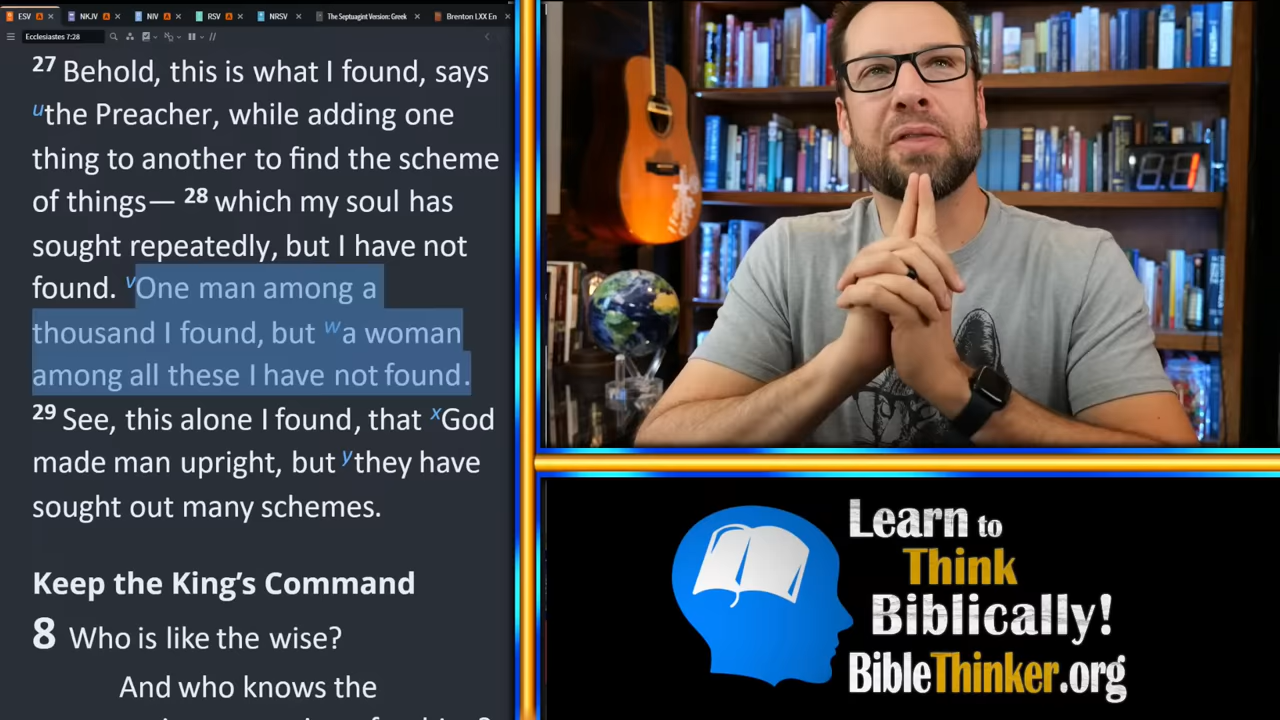 ESV
NKJV
NIV
RSV
NRSV
The Septuagint Version: Greek
Brenton LXX En
Ecclesiastes 7:28
27 Behold, this is what I found, says
u the Preacher, while adding one
thing to another to find the scheme
of things— 28 which my soul has
sought repeatedly, but I have not
found. v One man among a
thousand I found, but w a woman
among all these I have not found.
29 See, this alone I found, that x God
made man upright, but y they have
sought out many schemes.
Keep the King's Command
8 Who is like the wise?
And who knows the
Learn to
Think
Biblically!
BibleThinker.org